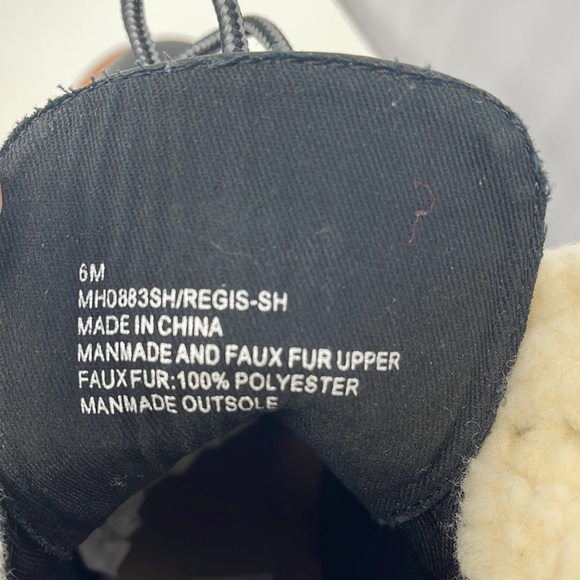 6M
MH0883SH/REGIS-SH
MADE IN CHINA
MANMADE AND FAUX FUR UPPER
FAUX FUR:100% POLYESTER
MANMADE OUTSOLE